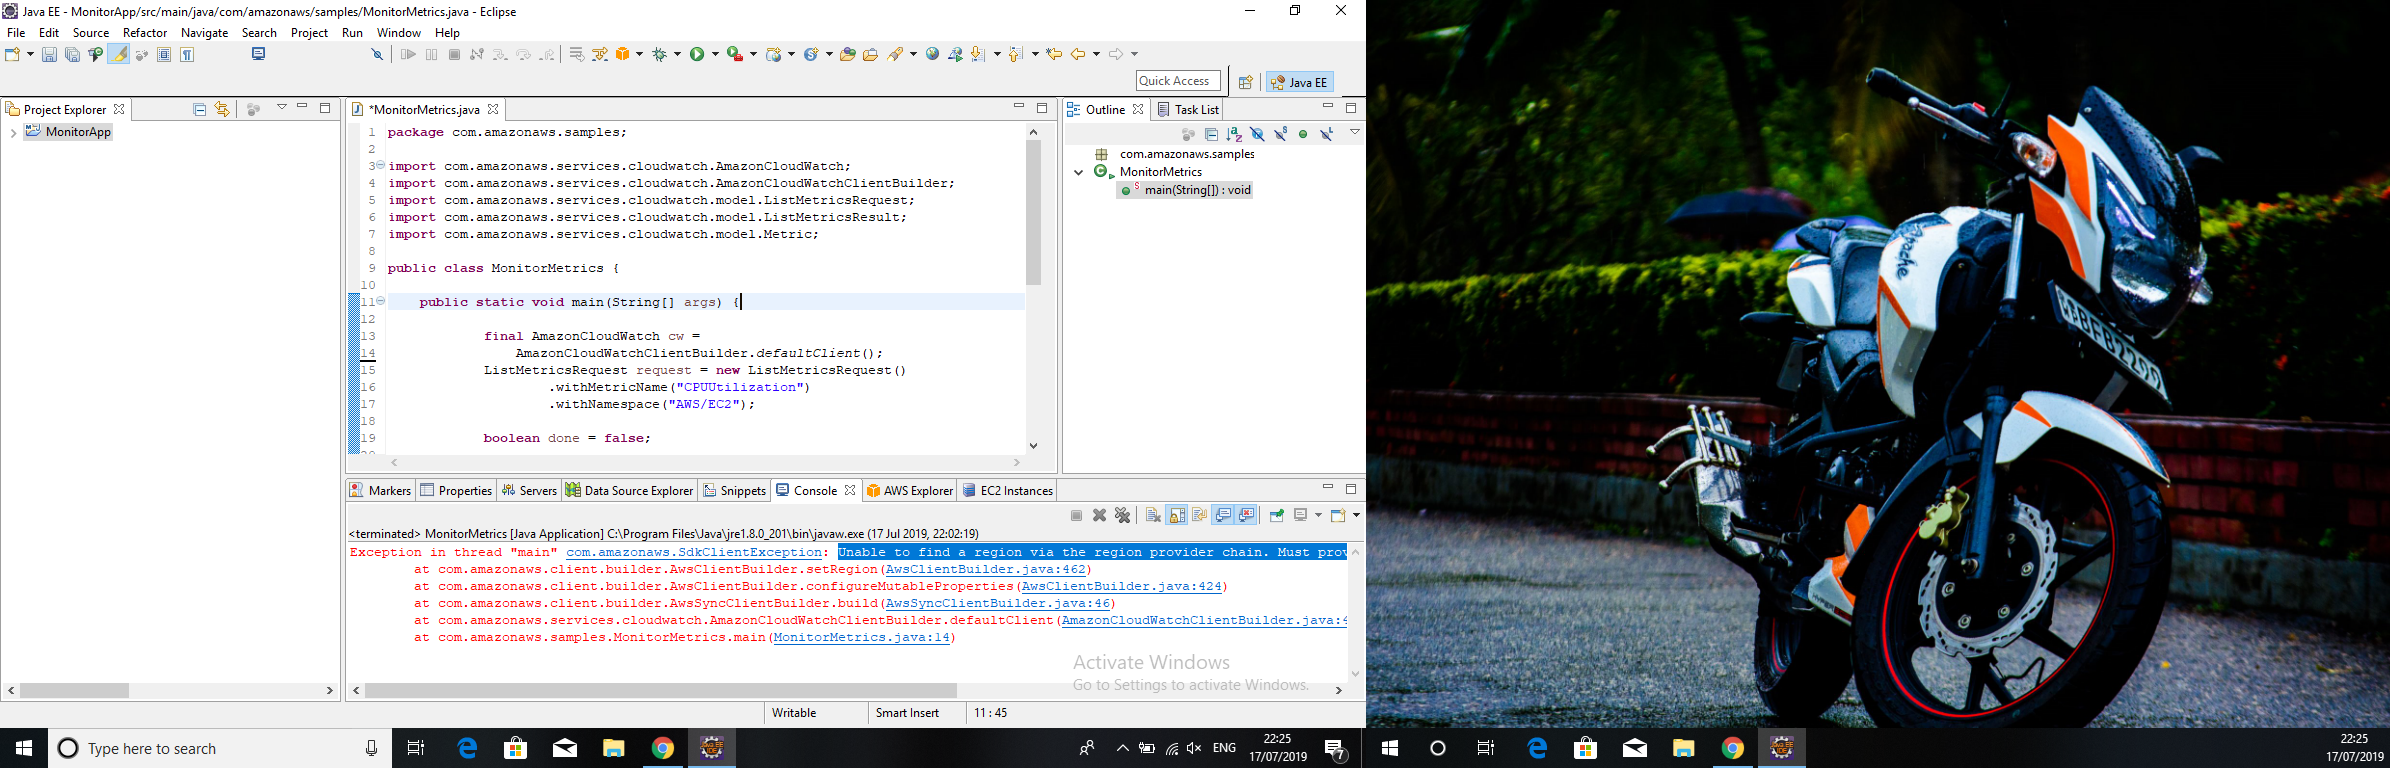 Java EE - MonitorApp/src/main/java/com/amazonaws/samples/MonitorMetrics.java - Eclipse
File Edit Source Refactor Navigate Search Project Run Window Help
Quick Access
Java EE
Project Explorer
*MonitorMetrics.java
Outline
Task List
MonitorApp
1 package com.amazonaws.samples;
2
3 import com.amazonaws.services.cloudwatch.AmazonCloudWatch;
4 import com.amazonaws.services.cloudwatch.AmazonCloudWatchClientBuilder;
5 import com.amazonaws.services.cloudwatch.model.ListMetricsRequest;
6 import com.amazonaws.services.cloudwatch.model.ListMetricsResult;
7 import com.amazonaws.services.cloudwatch.model.Metric;
8
9 public class MonitorMetrics {
10
11 public static void main(String[] args) {
12
13 final AmazonCloudWatch cw =
14 AmazonCloudWatchClientBuilder.defaultClient();
15 ListMetricsRequest request = new ListMetricsRequest()
16 .withMetricName("CPUUtilization")
17 .withNamespace("AWS/EC2");
18
19 boolean done = false;
com.amazonaws.samples
MonitorMetrics
main(String[]) : void
Markers Properties Servers Data Source Explorer Snippets Console AWS Explorer EC2 Instances
<terminated> MonitorMetrics [Java Application] C:\Program Files\Java\jre1.8.0_201\bin\javaw.exe (17 Jul 2019, 22:02:19)
Exception in thread "main" com.amazonaws.SdkClientException: Unable to find a region via the region provider chain. Must prov
at com.amazonaws.client.builder.AwsClientBuilder.setRegion(AwsClientBuilder.java:462)
at com.amazonaws.client.builder.AwsClientBuilder.configureMutableProperties(AwsClientBuilder.java:424)
at com.amazonaws.client.builder.AwsSyncClientBuilder.build(AwsSyncClientBuilder.java:46)
at com.amazonaws.services.cloudwatch.AmazonCloudWatchClientBuilder.defaultClient(AmazonCloudWatchClientBuilder.java:4
at com.amazonaws.samples.MonitorMetrics.main(MonitorMetrics.java:14)
Activate Windows
Go to Settings to activate Windows.
Writable
Smart Insert
11 : 45
Type here to search
ENG
22:25
17/07/2019
7
Apache
BFB2299
22:25
17/07/2019